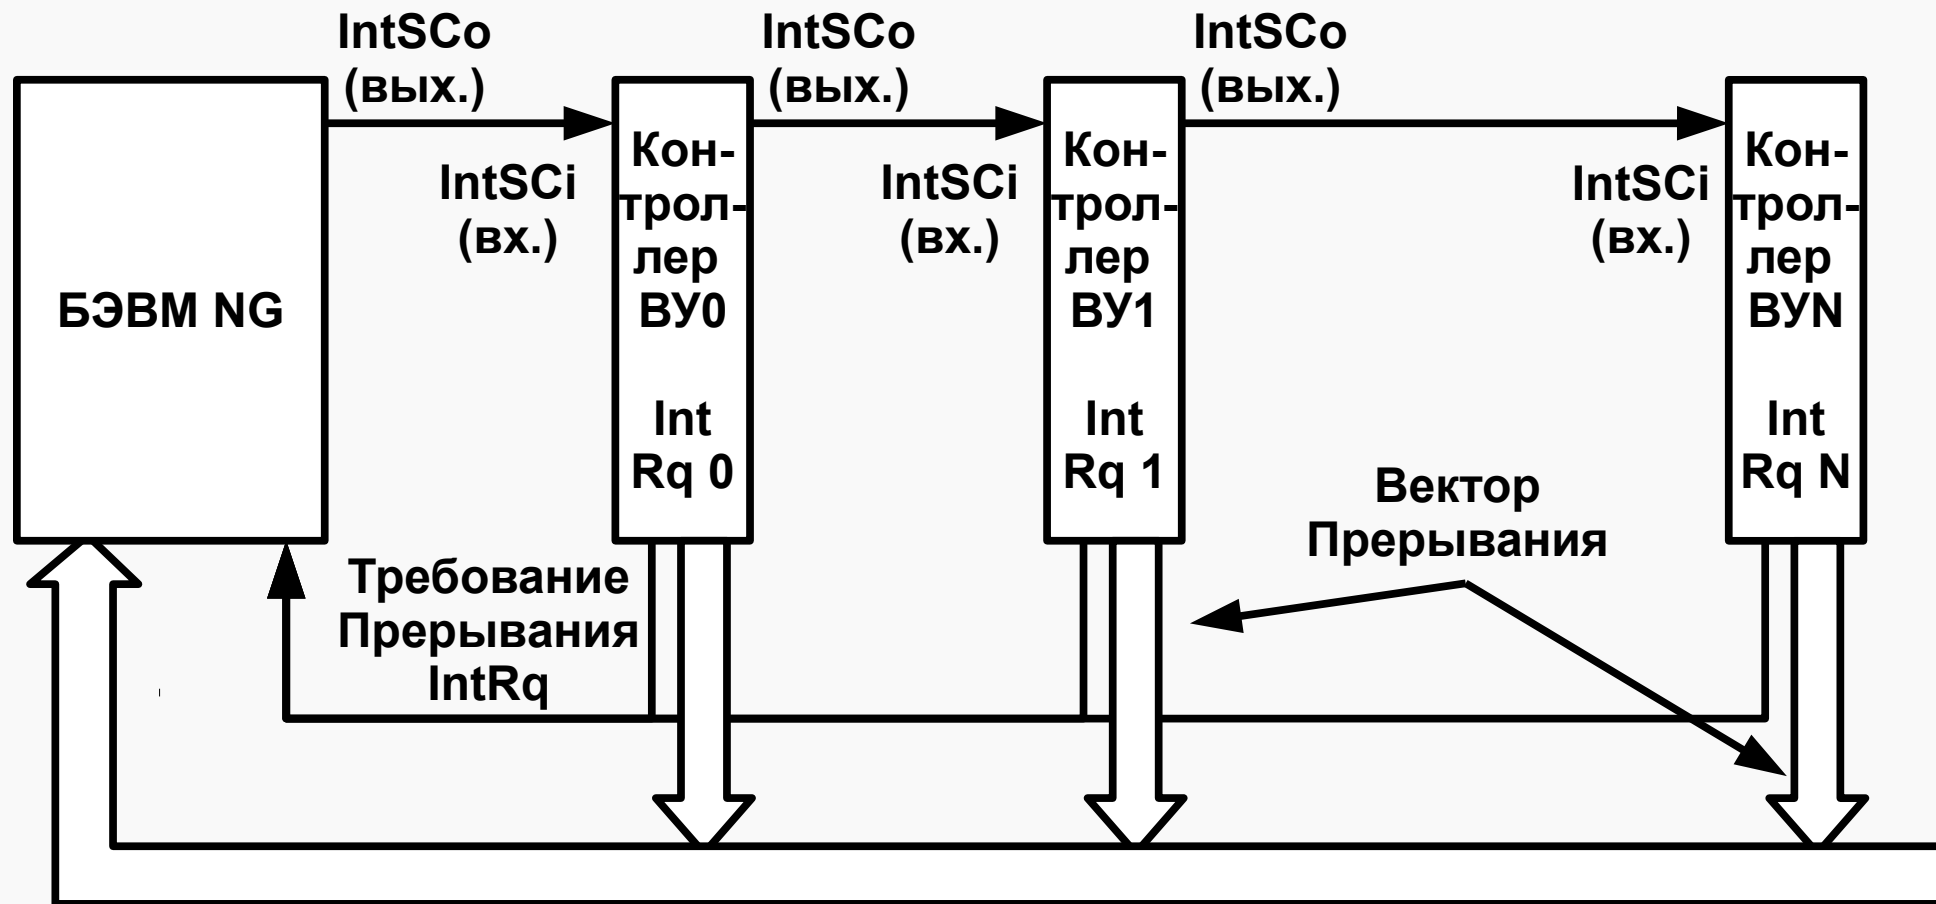 IntSCo
(вых.)
IntSCo
(вых.)
IntSCo
(вых.)
БЭВМ NG
IntSCi
(вх.)
Кон-
трол-
лер
ВУ0
Int
Rq 0
IntSCi
(вх.)
Кон-
трол-
лер
ВУ1
Int
Rq 1
IntSCi
(вх.)
Кон-
трол-
лер
ВУN
Int
Rq N
Требование
Прерывания
IntRq
Вектор
Прерывания